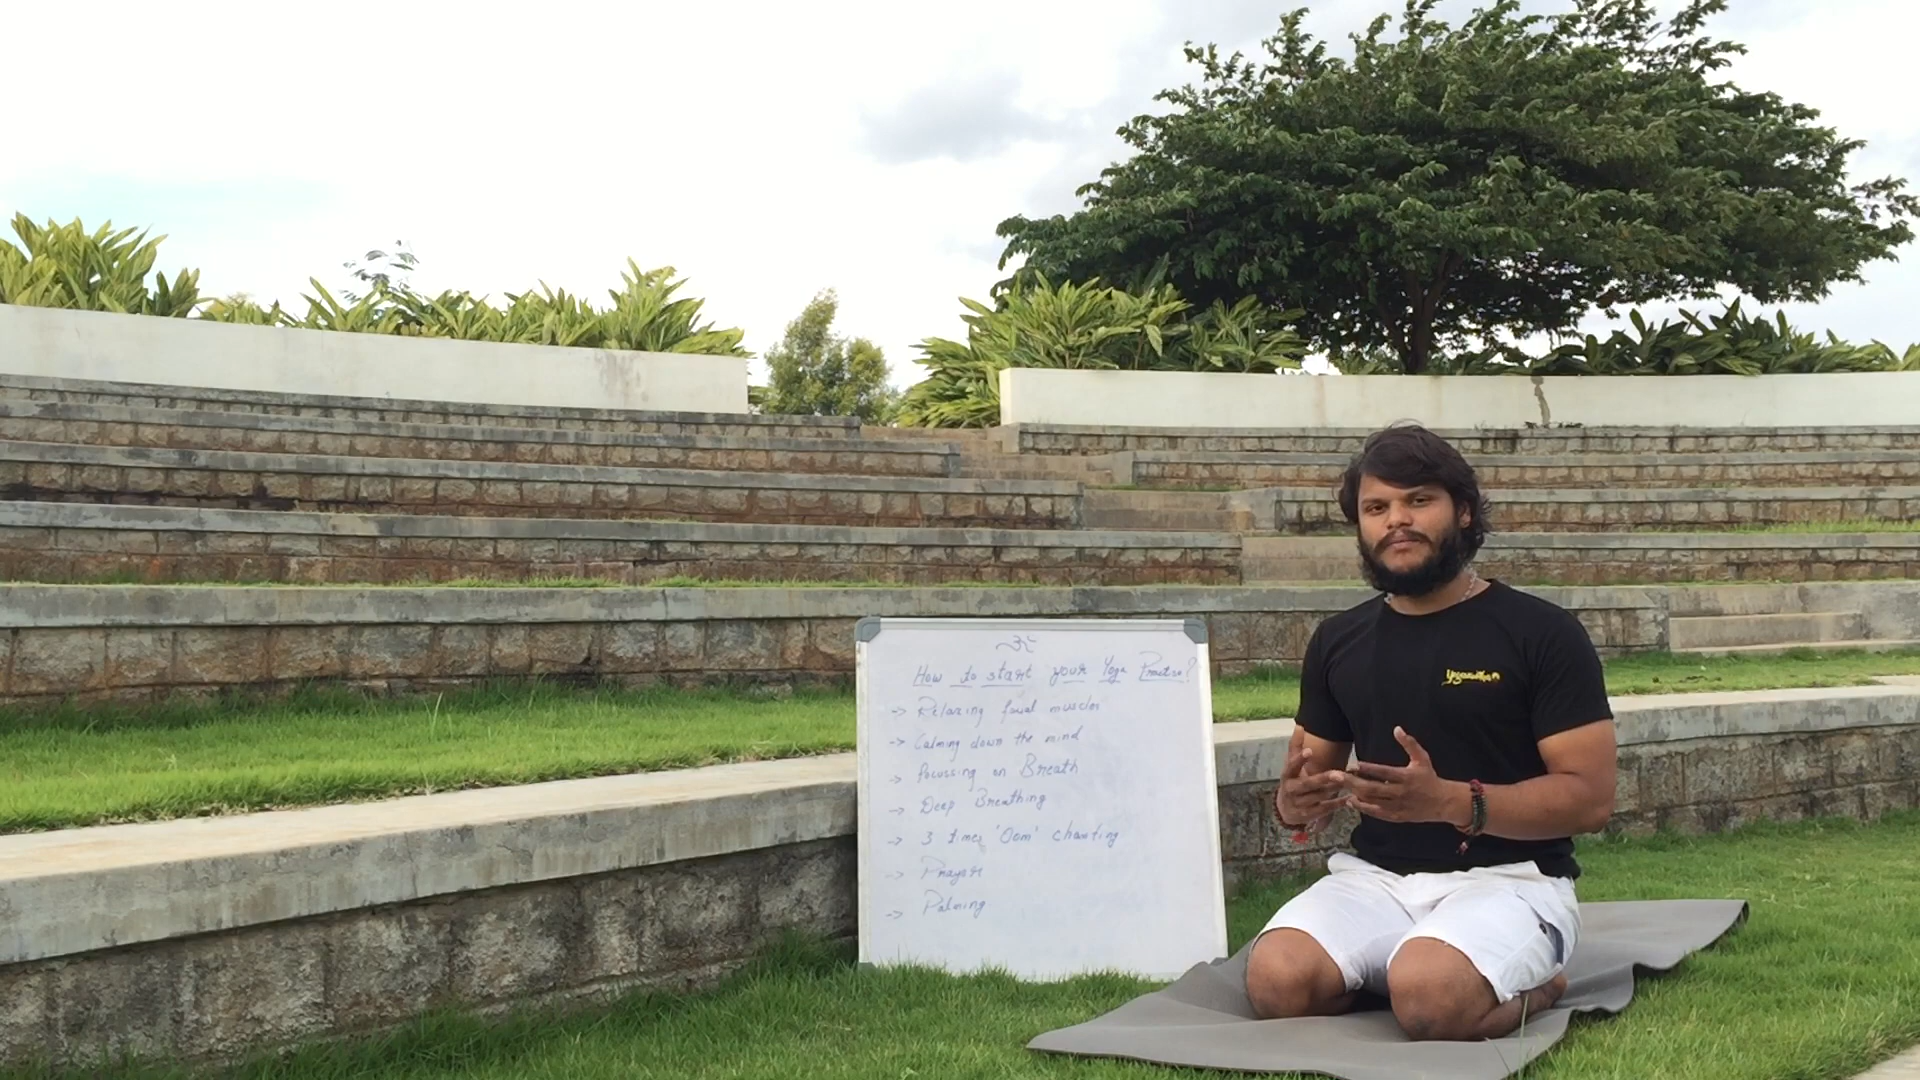 ॐ
How to start your Yoga Practise?
-> Relaxing facial muscles
-> Calming down the mind
-> focussing on Breath
-> Deep Breathing
-> 3 times 'Oom' chanting
-> Prayer
-> Palming